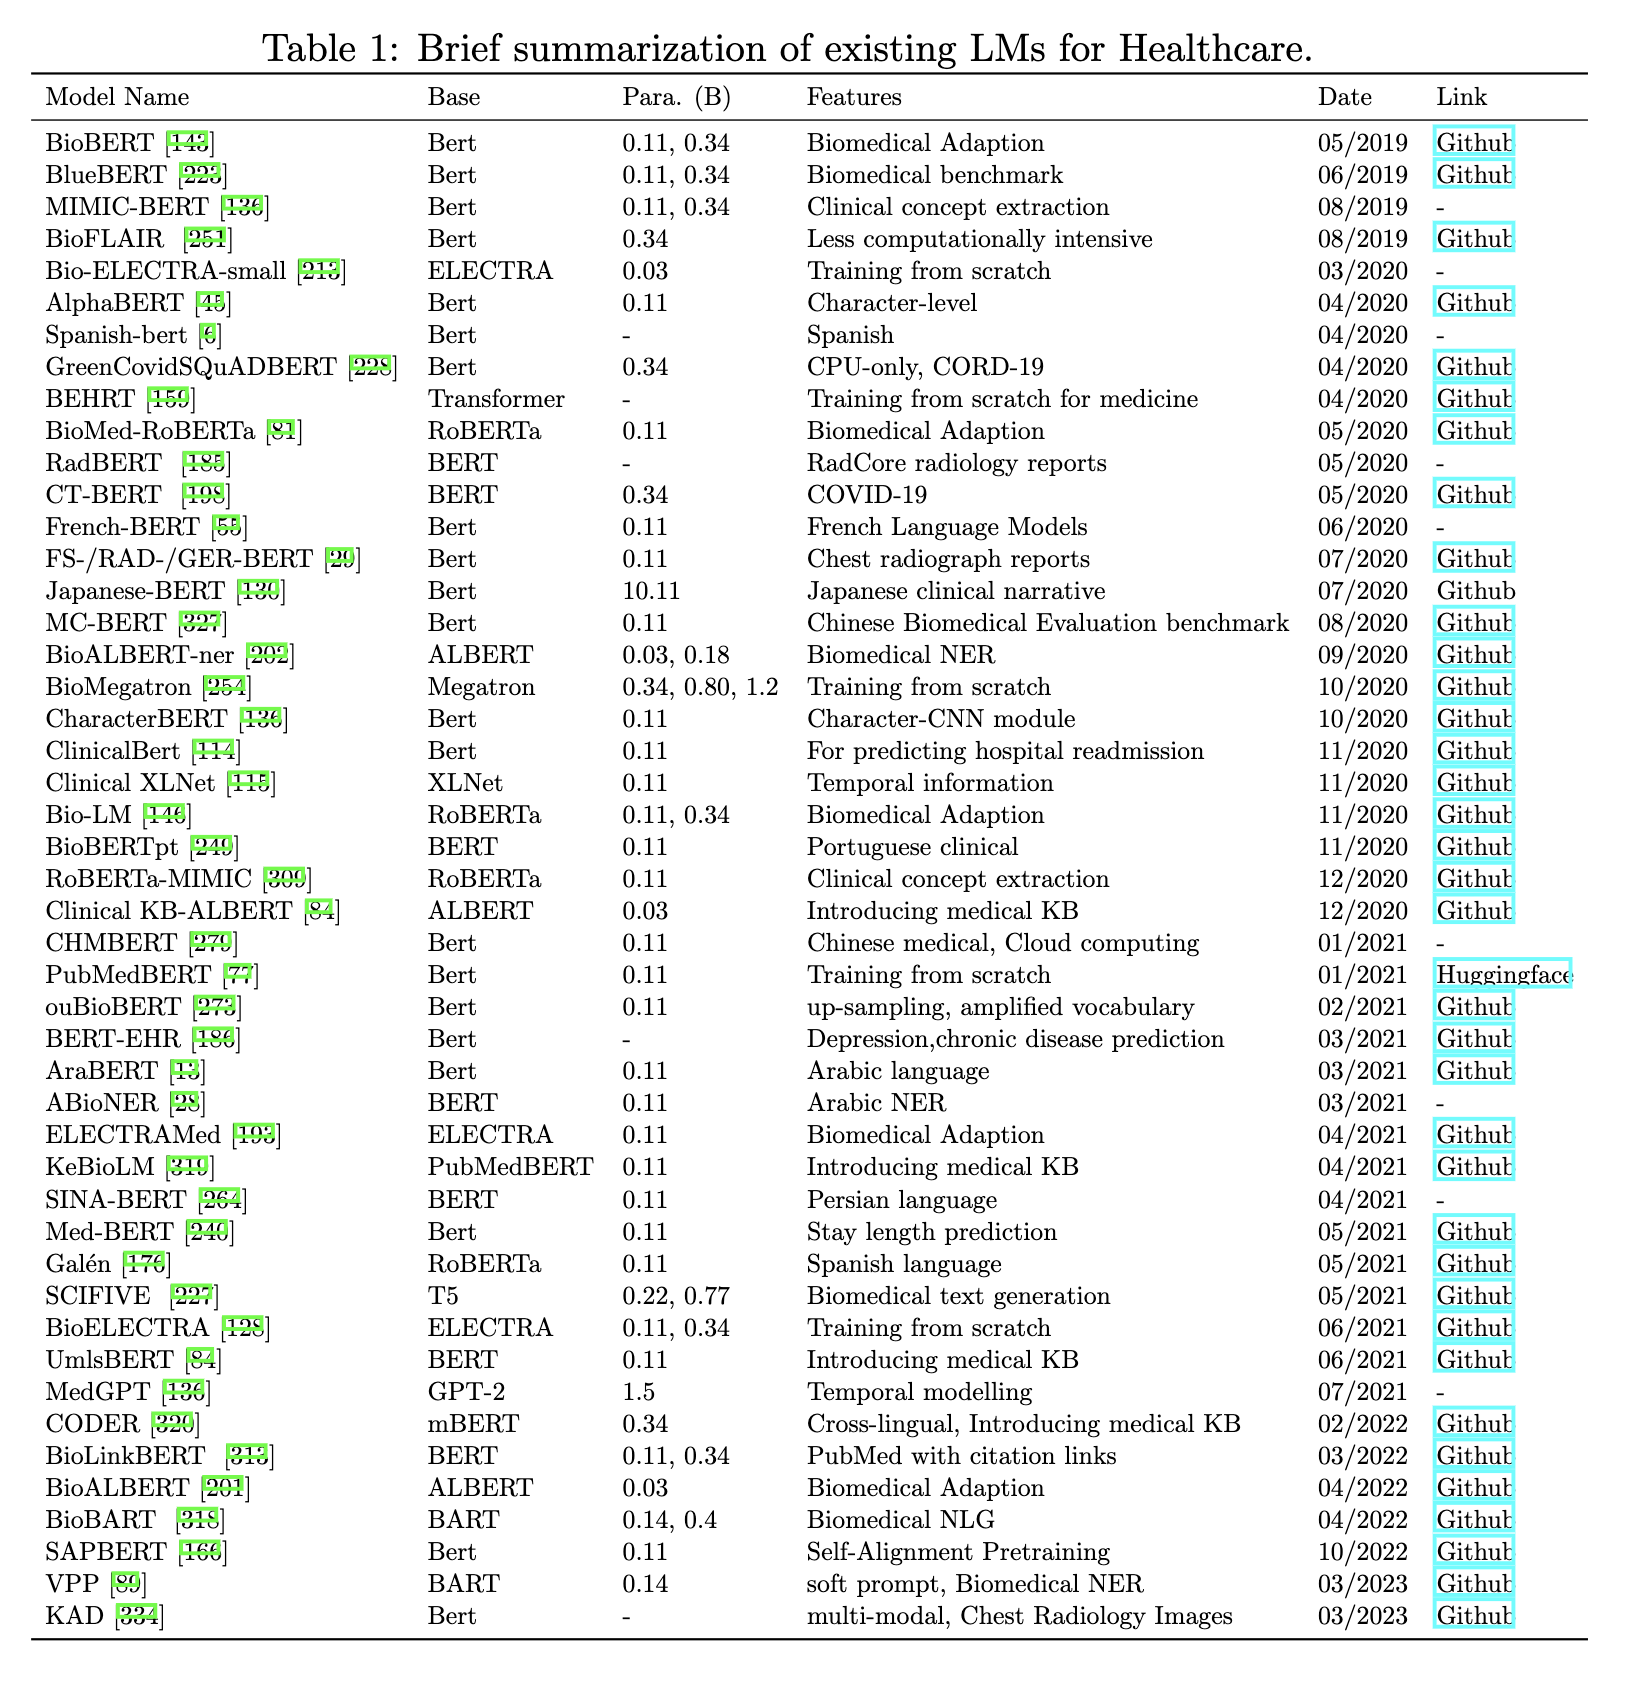 Table 1: Brief summarization of existing LMs for Healthcare.
Model Name Base Para. (B) Features Date Link
BioBERT [143] Bert 0.11, 0.34 Biomedical Adaption 05/2019 Github
BlueBERT [223] Bert 0.11, 0.34 Biomedical benchmark 06/2019 Github
MIMIC-BERT [136] Bert 0.11, 0.34 Clinical concept extraction 08/2019 -
BioFLAIR [251] Bert 0.34 Less computationally intensive 08/2019 Github
Bio-ELECTRA-small [213] ELECTRA 0.03 Training from scratch 03/2020 -
AlphaBERT [45] Bert 0.11 Character-level 04/2020 Github
Spanish-bert [6] Bert - Spanish 04/2020 -
GreenCovidSQuADBERT [228] Bert 0.34 CPU-only, CORD-19 04/2020 Github
BEHRT [159] Transformer - Training from scratch for medicine 04/2020 Github
BioMed-RoBERTa [81] RoBERTa 0.11 Biomedical Adaption 05/2020 Github
RadBERT [185] BERT - RadCore radiology reports 05/2020 -
CT-BERT [198] BERT 0.34 COVID-19 05/2020 Github
French-BERT [55] Bert 0.11 French Language Models 06/2020 -
FS-/RAD-/GER-BERT [29] Bert 0.11 Chest radiograph reports 07/2020 Github
Japanese-BERT [130] Bert 10.11 Japanese clinical narrative 07/2020 Github
MC-BERT [327] Bert 0.11 Chinese Biomedical Evaluation benchmark 08/2020 Github
BioALBERT-ner [202] ALBERT 0.03, 0.18 Biomedical NER 09/2020 Github
BioMegatron [254] Megatron 0.34, 0.80, 1.2 Training from scratch 10/2020 Github
CharacterBERT [136] Bert 0.11 Character-CNN module 10/2020 Github
ClinicalBert [114] Bert 0.11 For predicting hospital readmission 11/2020 Github
Clinical XLNet [115] XLNet 0.11 Temporal information 11/2020 Github
Bio-LM [146] RoBERTa 0.11, 0.34 Biomedical Adaption 11/2020 Github
BioBERTpt [249] BERT 0.11 Portuguese clinical 11/2020 Github
RoBERTa-MIMIC [309] RoBERTa 0.11 Clinical concept extraction 12/2020 Github
Clinical KB-ALBERT [84] ALBERT 0.03 Introducing medical KB 12/2020 Github
CHMBERT [279] Bert 0.11 Chinese medical, Cloud computing 01/2021 -
PubMedBERT [77] Bert 0.11 Training from scratch 01/2021 Huggingface
ouBioBERT [273] Bert 0.11 up-sampling, amplified vocabulary 02/2021 Github
BERT-EHR [186] Bert - Depression,chronic disease prediction 03/2021 Github
AraBERT [13] Bert 0.11 Arabic language 03/2021 Github
ABioNER [28] BERT 0.11 Arabic NER 03/2021 -
ELECTRAMed [193] ELECTRA 0.11 Biomedical Adaption 04/2021 Github
KeBioLM [319] PubMedBERT 0.11 Introducing medical KB 04/2021 Github
SINA-BERT [264] BERT 0.11 Persian language 04/2021 -
Med-BERT [240] Bert 0.11 Stay length prediction 05/2021 Github
Galén [176] RoBERTa 0.11 Spanish language 05/2021 Github
SCIFIVE [227] T5 0.22, 0.77 Biomedical text generation 05/2021 Github
BioELECTRA [128] ELECTRA 0.11, 0.34 Training from scratch 06/2021 Github
UmlsBERT [84] BERT 0.11 Introducing medical KB 06/2021 Github
MedGPT [136] GPT-2 1.5 Temporal modelling 07/2021 -
CODER [320] mBERT 0.34 Cross-lingual, Introducing medical KB 02/2022 Github
BioLinkBERT [313] BERT 0.11, 0.34 PubMed with citation links 03/2022 Github
BioALBERT [201] ALBERT 0.03 Biomedical Adaption 04/2022 Github
BioBART [318] BART 0.14, 0.4 Biomedical NLG 04/2022 Github
SAPBERT [166] Bert 0.11 Self-Alignment Pretraining 10/2022 Github
VPP [89] BART 0.14 soft prompt, Biomedical NER 03/2023 Github
KAD [334] Bert - multi-modal, Chest Radiology Images 03/2023 Github